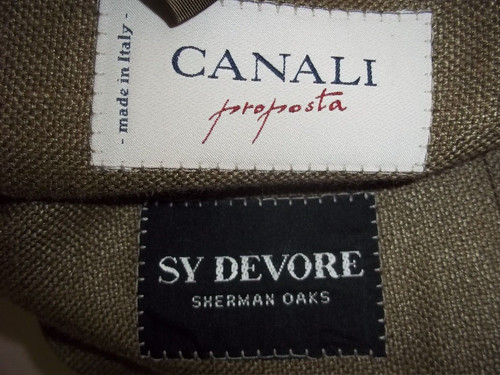 - made in Italy -
CANALI
proposta
SY DEVORE
SHERMAN OAKS